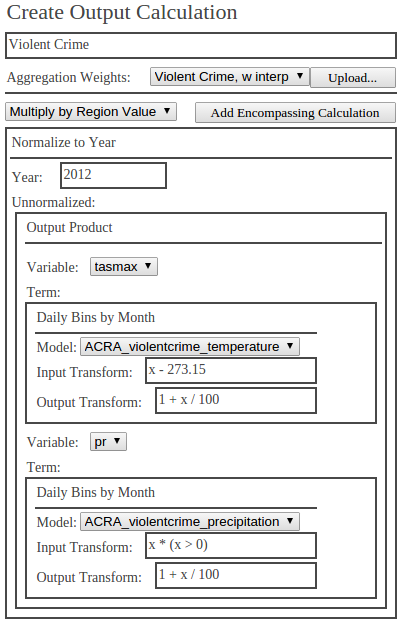 Create Output Calculation
Violent Crime
Aggregation Weights: Violent Crime, w interp Upload...
Multiply by Region Value Add Encompassing Calculation
Normalize to Year
Year: 2012
Unnormalized:
Output Product
Variable: tasmax
Term:
Daily Bins by Month
Model: ACRA_violentcrime_temperature
Input Transform: x - 273.15
Output Transform: 1 + x / 100
Variable: pr
Term:
Daily Bins by Month
Model: ACRA_violentcrime_precipitation
Input Transform: x * (x > 0)
Output Transform: 1 + x / 100